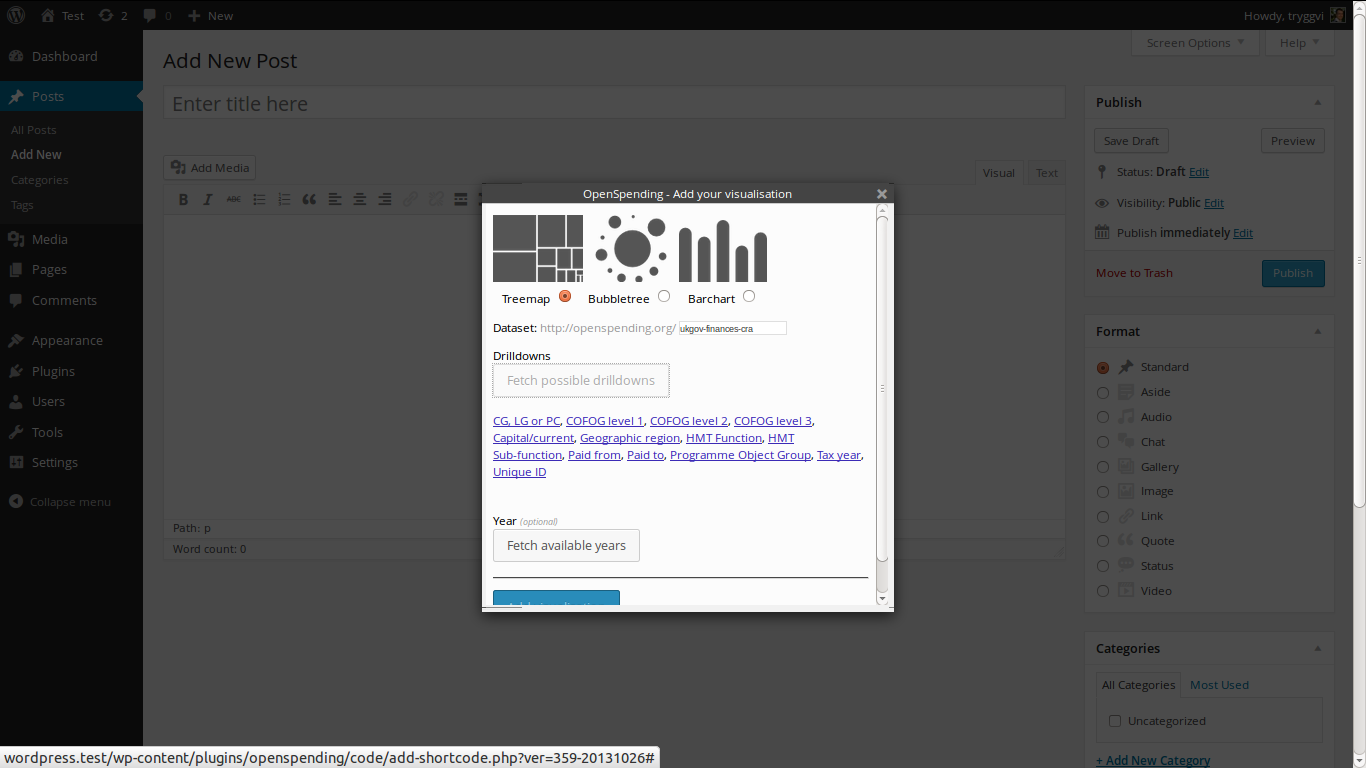 Test 2 0 New Howdy, tryggvi
Screen Options Help
Dashboard
Posts
All Posts
Add New
Categories
Tags
Media
Pages
Comments
Appearance
Plugins
Users
Tools
Settings
Collapse menu
Add New Post
Enter title here
Add Media
Visual Text
B I ABC
Path: p
Word count: 0
OpenSpending - Add your visualisation
Treemap Bubbletree Barchart
Dataset: http://openspending.org/ ukgov-finances-cra
Drilldowns
Fetch possible drilldowns
CG, LG or PC, COFOG level 1, COFOG level 2, COFOG level 3,
Capital/current, Geographic region, HMT Function, HMT
Sub-function, Paid from, Paid to, Programme Object Group, Tax year,
Unique ID
Year (optional)
Fetch available years
Publish
Save Draft Preview
Status: Draft Edit
Visibility: Public Edit
Publish immediately Edit
Move to Trash Publish
Format
Standard
Aside
Audio
Chat
Gallery
Image
Link
Quote
Status
Video
Categories
All Categories Most Used
Uncategorized
+ Add New Category
wordpress.test/wp-content/plugins/openspending/code/add-shortcode.php?ver=359-20131026#